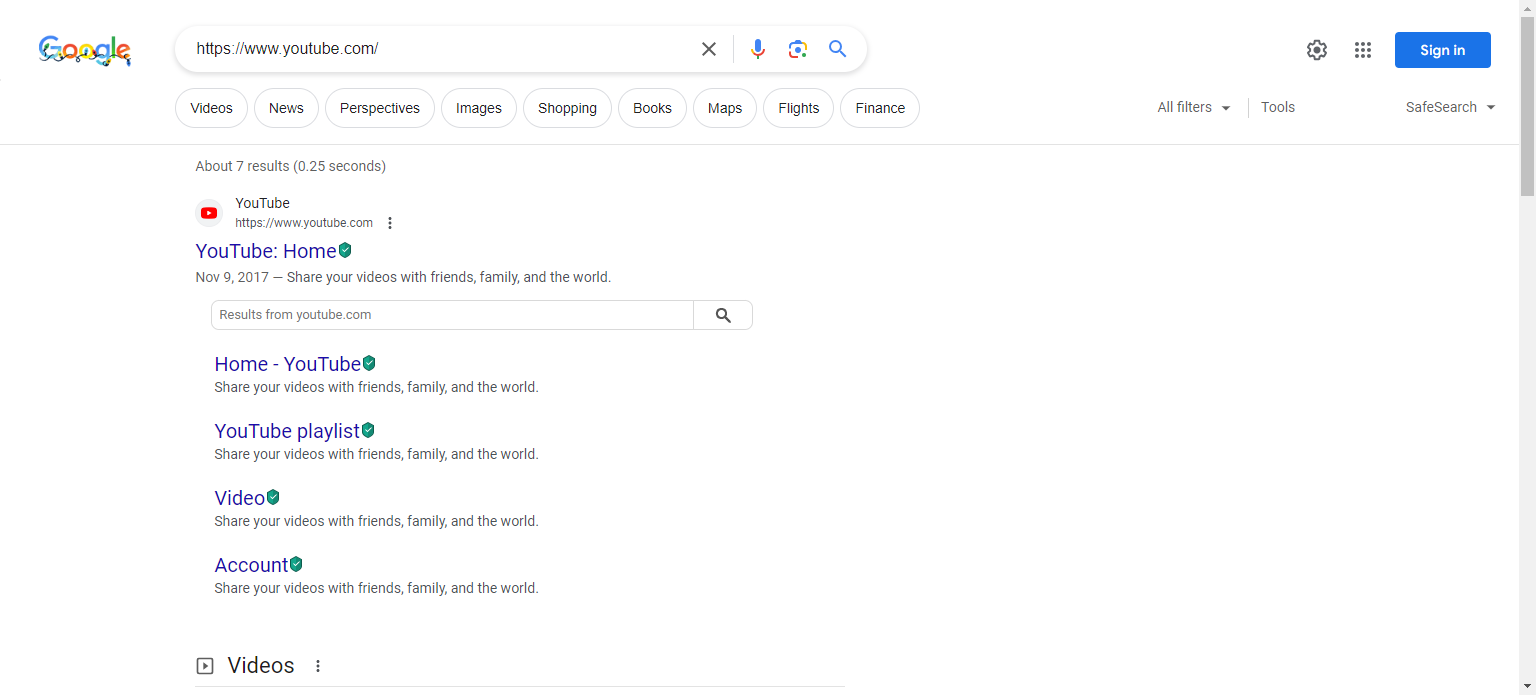 Google
https://www.youtube.com/
Sign in
Videos
News
Perspectives
Images
Shopping
Books
Maps
Flights
Finance
All filters
Tools
SafeSearch
About 7 results (0.25 seconds)
YouTube
https://www.youtube.com
YouTube: Home
Nov 9, 2017 — Share your videos with friends, family, and the world.
Results from youtube.com
Home - YouTube
Share your videos with friends, family, and the world.
YouTube playlist
Share your videos with friends, family, and the world.
Video
Share your videos with friends, family, and the world.
Account
Share your videos with friends, family, and the world.
Videos